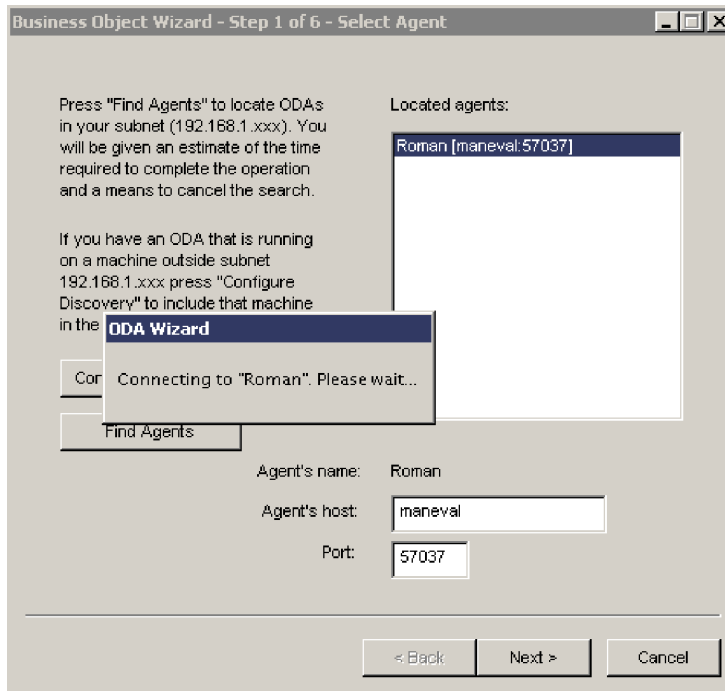 Business Object Wizard - Step 1 of 6 - Select Agent
Press "Find Agents" to locate ODAs
in your subnet (192.168.1.xxx). You
will be given an estimate of the time
required to complete the operation
and a means to cancel the search.
If you have an ODA that is running
on a machine outside subnet
192.168.1.xxx press "Configure
Discovery" to include that machine
in the
Located agents:
Roman [maneval:57037]
ODA Wizard
Connecting to "Roman". Please wait...
Cor
Find Agents
Agent's name: Roman
Agent's host: maneval
Port: 57037
< Back
Next >
Cancel